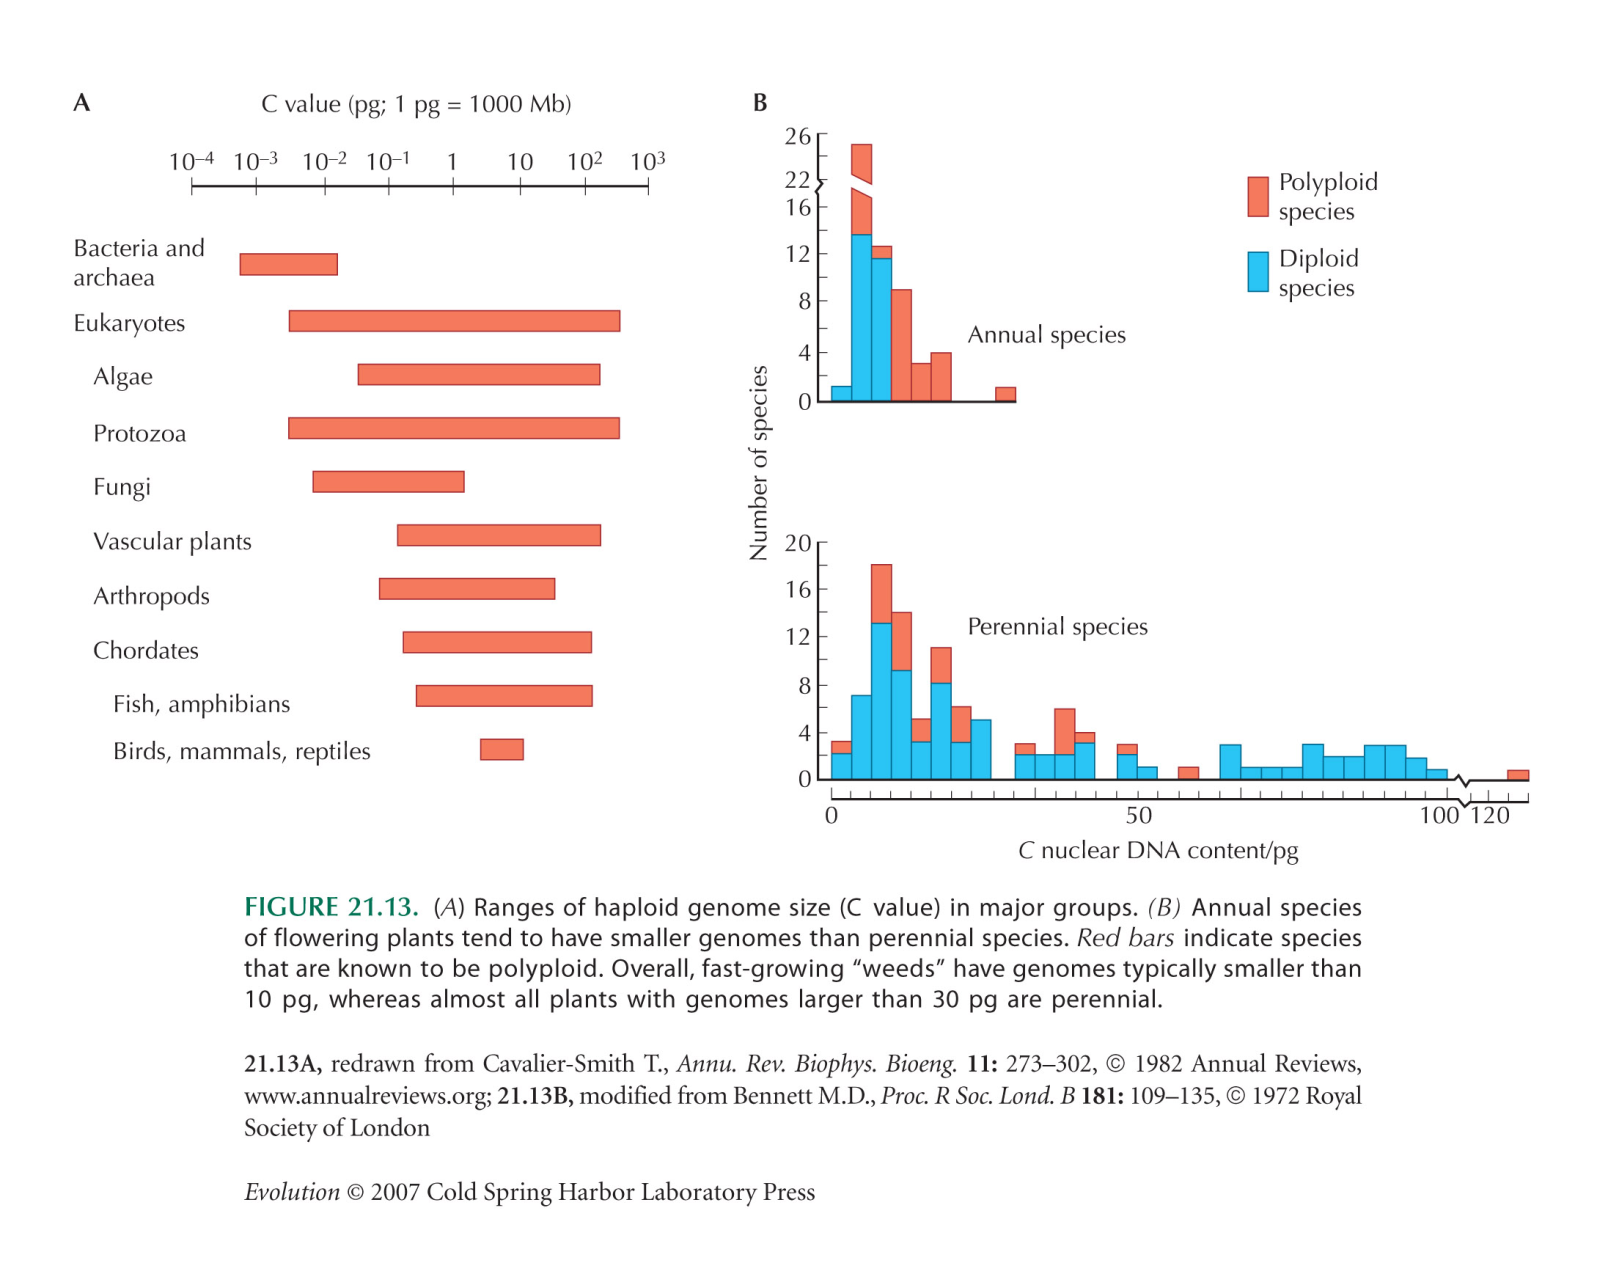 A
C value (pg; 1 pg = 1000 Mb)
10⁻⁴ 10⁻³ 10⁻² 10⁻¹ 1 10 10² 10³
Bacteria and
archaea
Eukaryotes
Algae
Protozoa
Fungi
Vascular plants
Arthropods
Chordates
Fish, amphibians
Birds, mammals, reptiles
B
26
22
16
12
8
4
0
Polyploid
species
Diploid
species
Annual species
Number of species
20
16
12
8
4
0
Perennial species
0 50 100 120
C nuclear DNA content/pg
FIGURE 21.13. (A) Ranges of haploid genome size (C value) in major groups. (B) Annual species
of flowering plants tend to have smaller genomes than perennial species. Red bars indicate species
that are known to be polyploid. Overall, fast-growing “weeds” have genomes typically smaller than
10 pg, whereas almost all plants with genomes larger than 30 pg are perennial.
21.13A, redrawn from Cavalier-Smith T., Annu. Rev. Biophys. Bioeng. 11: 273–302, © 1982 Annual Reviews,
www.annualreviews.org; 21.13B, modified from Bennett M.D., Proc. R Soc. Lond. B 181: 109–135, © 1972 Royal
Society of London
Evolution © 2007 Cold Spring Harbor Laboratory Press